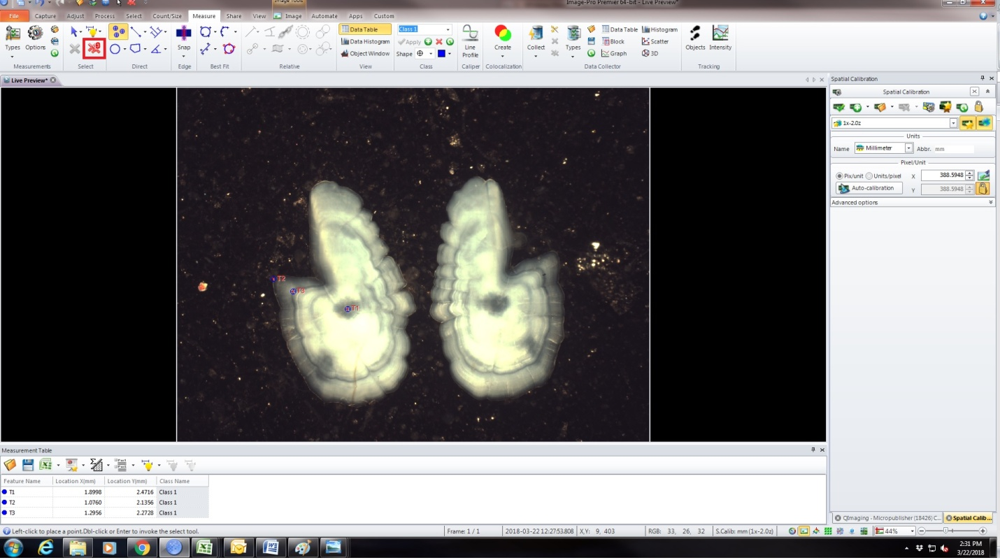 Image Tools
Image-Pro Premier 64-bit - Live Preview*
File Capture Adjust Process Select Count/Size Measure Share View Image Automate Apps Custom
Data Table Class 1 Data Table Histogram
Data Histogram Apply Block Scatter
Types Options Snap Object Window Shape Line Profile Create Collect Types Graph 3D Objects Intensity
Measurements Select Direct Edge Best Fit Relative View Class Caliper Colocalization Data Collector Tracking
Live Preview*
Spatial Calibration
Spatial Calibration
1x-2.0z
Units
Name Millimeter Abbr. mm
Pixel/Unit
Pix/unit Units/pixel X 388.5948
Auto-calibration Y 388.5948
Advanced options
T2
T3
T1
Measurement Table
Feature Name Location X(mm) Location Y(mm) Class Name
T1 1.8998 2.4716 Class 1
T2 1.0760 2.1356 Class 1
T3 1.2956 2.2728 Class 1
QImaging - Micropublisher (18426) C... Spatial Calib...
Left-click to place a point.Dbl-click or Enter to invoke the select tool. Frame: 1 / 1 2018-03-22 12:27:53.808 X,Y: 9, 403 RGB: 33, 26, 32 S.Calib: mm (1x-2.0z) 44%
2:31 PM
3/22/2018